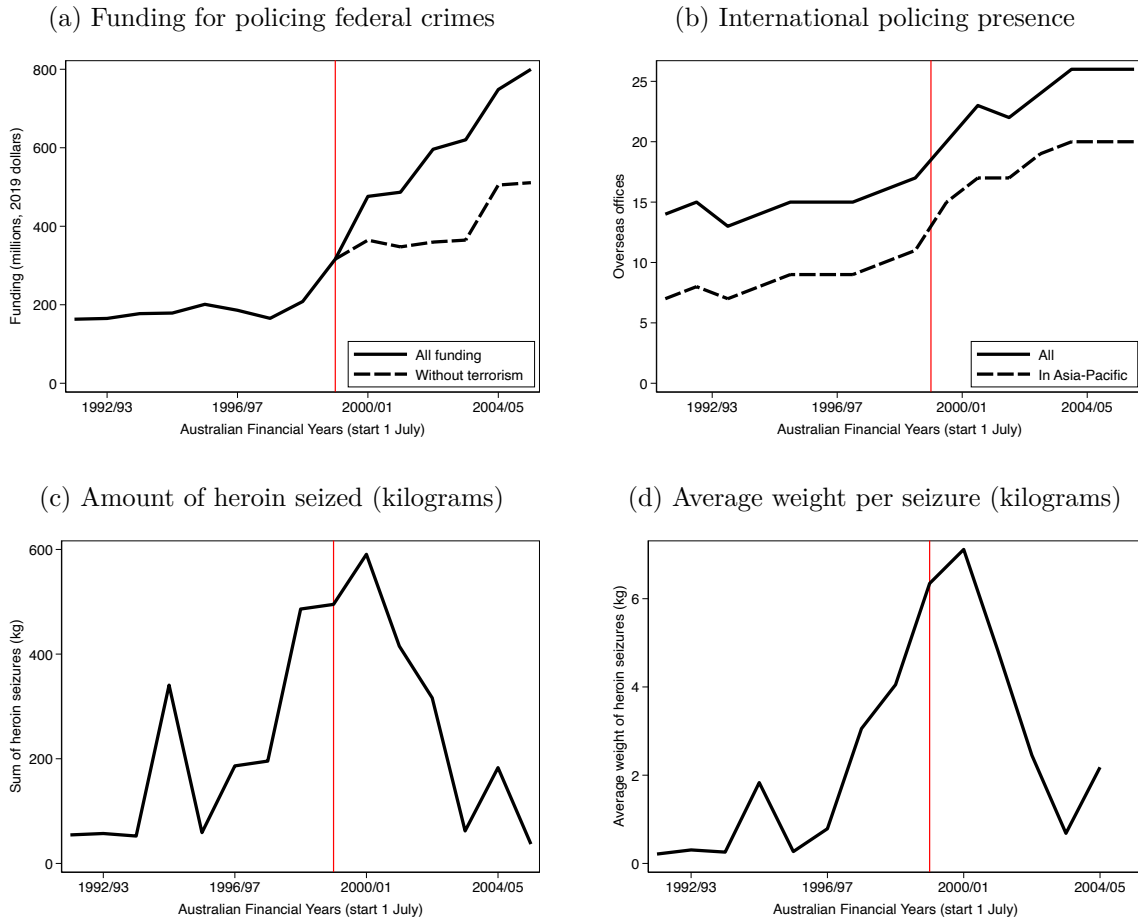 (a) Funding for policing federal crimes
800
600
400
200
0
Funding (millions, 2019 dollars)
All funding
Without terrorism
1992/93 1996/97 2000/01 2004/05
Australian Financial Years (start 1 July)
(b) International policing presence
25
20
15
10
5
0
Overseas offices
All
In Asia-Pacific
1992/93 1996/97 2000/01 2004/05
Australian Financial Years (start 1 July)
(c) Amount of heroin seized (kilograms)
600
400
200
0
Sum of heroin seizures (kg)
1992/93 1996/97 2000/01 2004/05
Australian Financial Years (start 1 July)
(d) Average weight per seizure (kilograms)
6
4
2
0
Average weight of heroin seizures (kg)
1992/93 1996/97 2000/01 2004/05
Australian Financial Years (start 1 July)